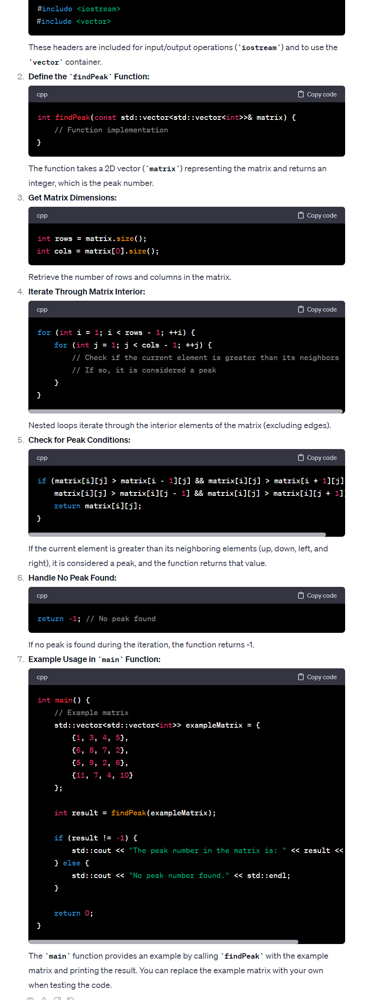 #include <iostream>
#include <vector>
These headers are included for input/output operations (`iostream`) and to use the
`vector` container.
2. Define the `findPeak` Function:
cpp Copy code
int findPeak(const std::vector<std::vector<int>>& matrix) {
    // Function implementation
}
The function takes a 2D vector (`matrix`) representing the matrix and returns an
integer, which is the peak number.
3. Get Matrix Dimensions:
cpp Copy code
int rows = matrix.size();
int cols = matrix[0].size();
Retrieve the number of rows and columns in the matrix.
4. Iterate Through Matrix Interior:
cpp Copy code
for (int i = 1; i < rows - 1; ++i) {
    for (int j = 1; j < cols - 1; ++j) {
        // Check if the current element is greater than its neighbors
        // If so, it is considered a peak
    }
}
Nested loops iterate through the interior elements of the matrix (excluding edges).
5. Check for Peak Conditions:
cpp Copy code
if (matrix[i][j] > matrix[i - 1][j] && matrix[i][j] > matrix[i + 1][j]
    matrix[i][j] > matrix[i][j - 1] && matrix[i][j] > matrix[i][j + 1]
    return matrix[i][j];
}
If the current element is greater than its neighboring elements (up, down, left, and
right), it is considered a peak, and the function returns that value.
6. Handle No Peak Found:
cpp Copy code
return -1; // No peak found
If no peak is found during the iteration, the function returns -1.
7. Example Usage in `main` Function:
cpp Copy code
int main() {
    // Example matrix
    std::vector<std::vector<int>> exampleMatrix = {
        {1, 3, 4, 5},
        {6, 8, 7, 2},
        {5, 9, 2, 6},
        {11, 7, 4, 10}
    };
    int result = findPeak(exampleMatrix);
    if (result != -1) {
        std::cout << "The peak number in the matrix is: " << result <<
    } else {
        std::cout << "No peak number found." << std::endl;
    }
    return 0;
}
The `main` function provides an example by calling `findPeak` with the example
matrix and printing the result. You can replace the example matrix with your own
when testing the code.